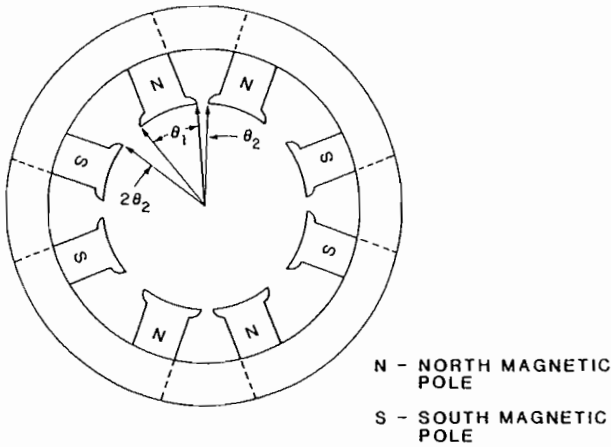 N N
θ1 θ2
S S
2θ2
S S
N N
N - NORTH MAGNETIC
POLE
S - SOUTH MAGNETIC
POLE